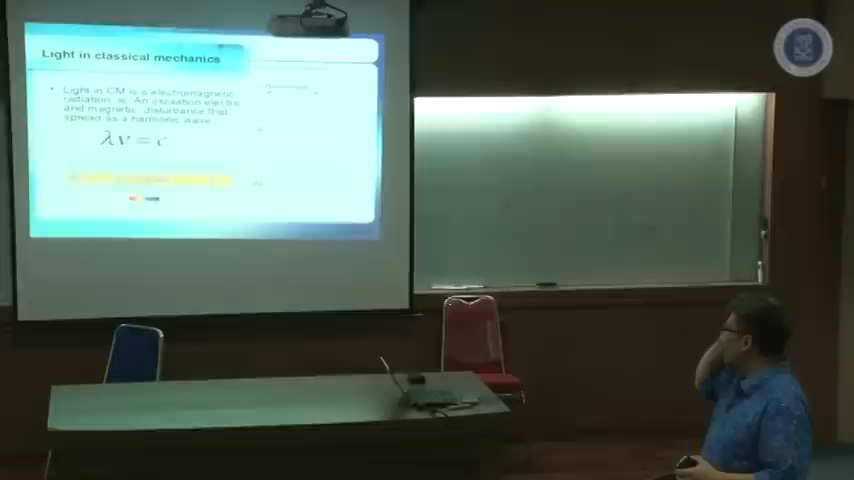 Light in classical mechanics
• Light in CM is a electromagnetic
radiation, ie. An oscillation electric
and magnetic disturbance that
spread as a harmonic wave
λν = c